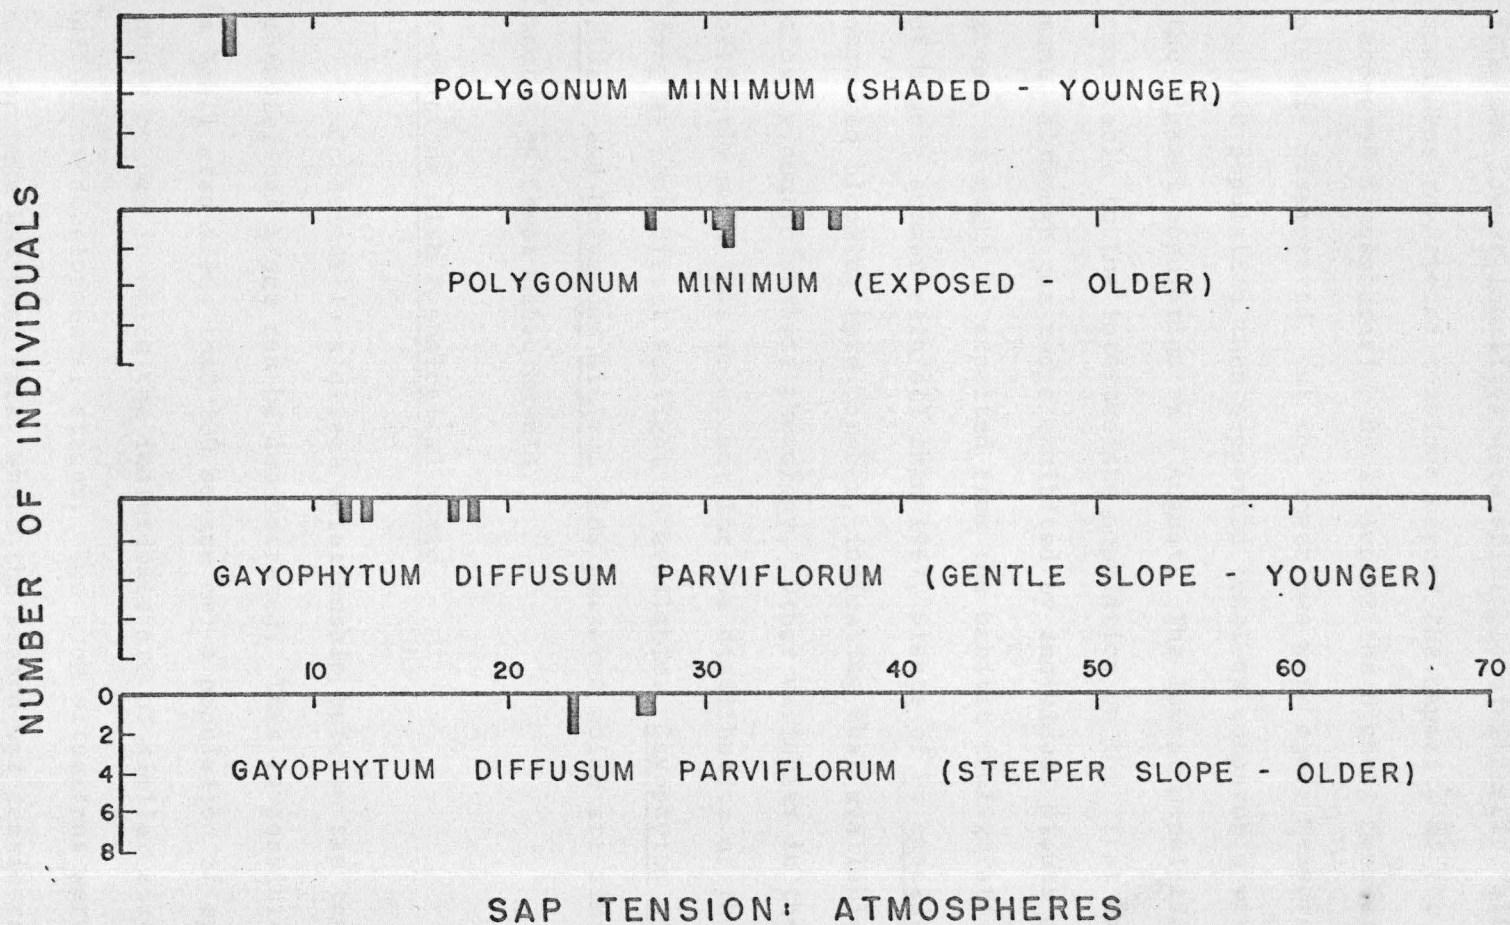 POLYGONUM MINIMUM (SHADED - YOUNGER)
POLYGONUM MINIMUM (EXPOSED - OLDER)
GAYOPHYTUM DIFFUSUM PARVIFLORUM (GENTLE SLOPE - YOUNGER)
10 20 30 40 50 60 70
0
2
4
6
8
GAYOPHYTUM DIFFUSUM PARVIFLORUM (STEEPER SLOPE - OLDER)
NUMBER OF INDIVIDUALS
SAP TENSION: ATMOSPHERES